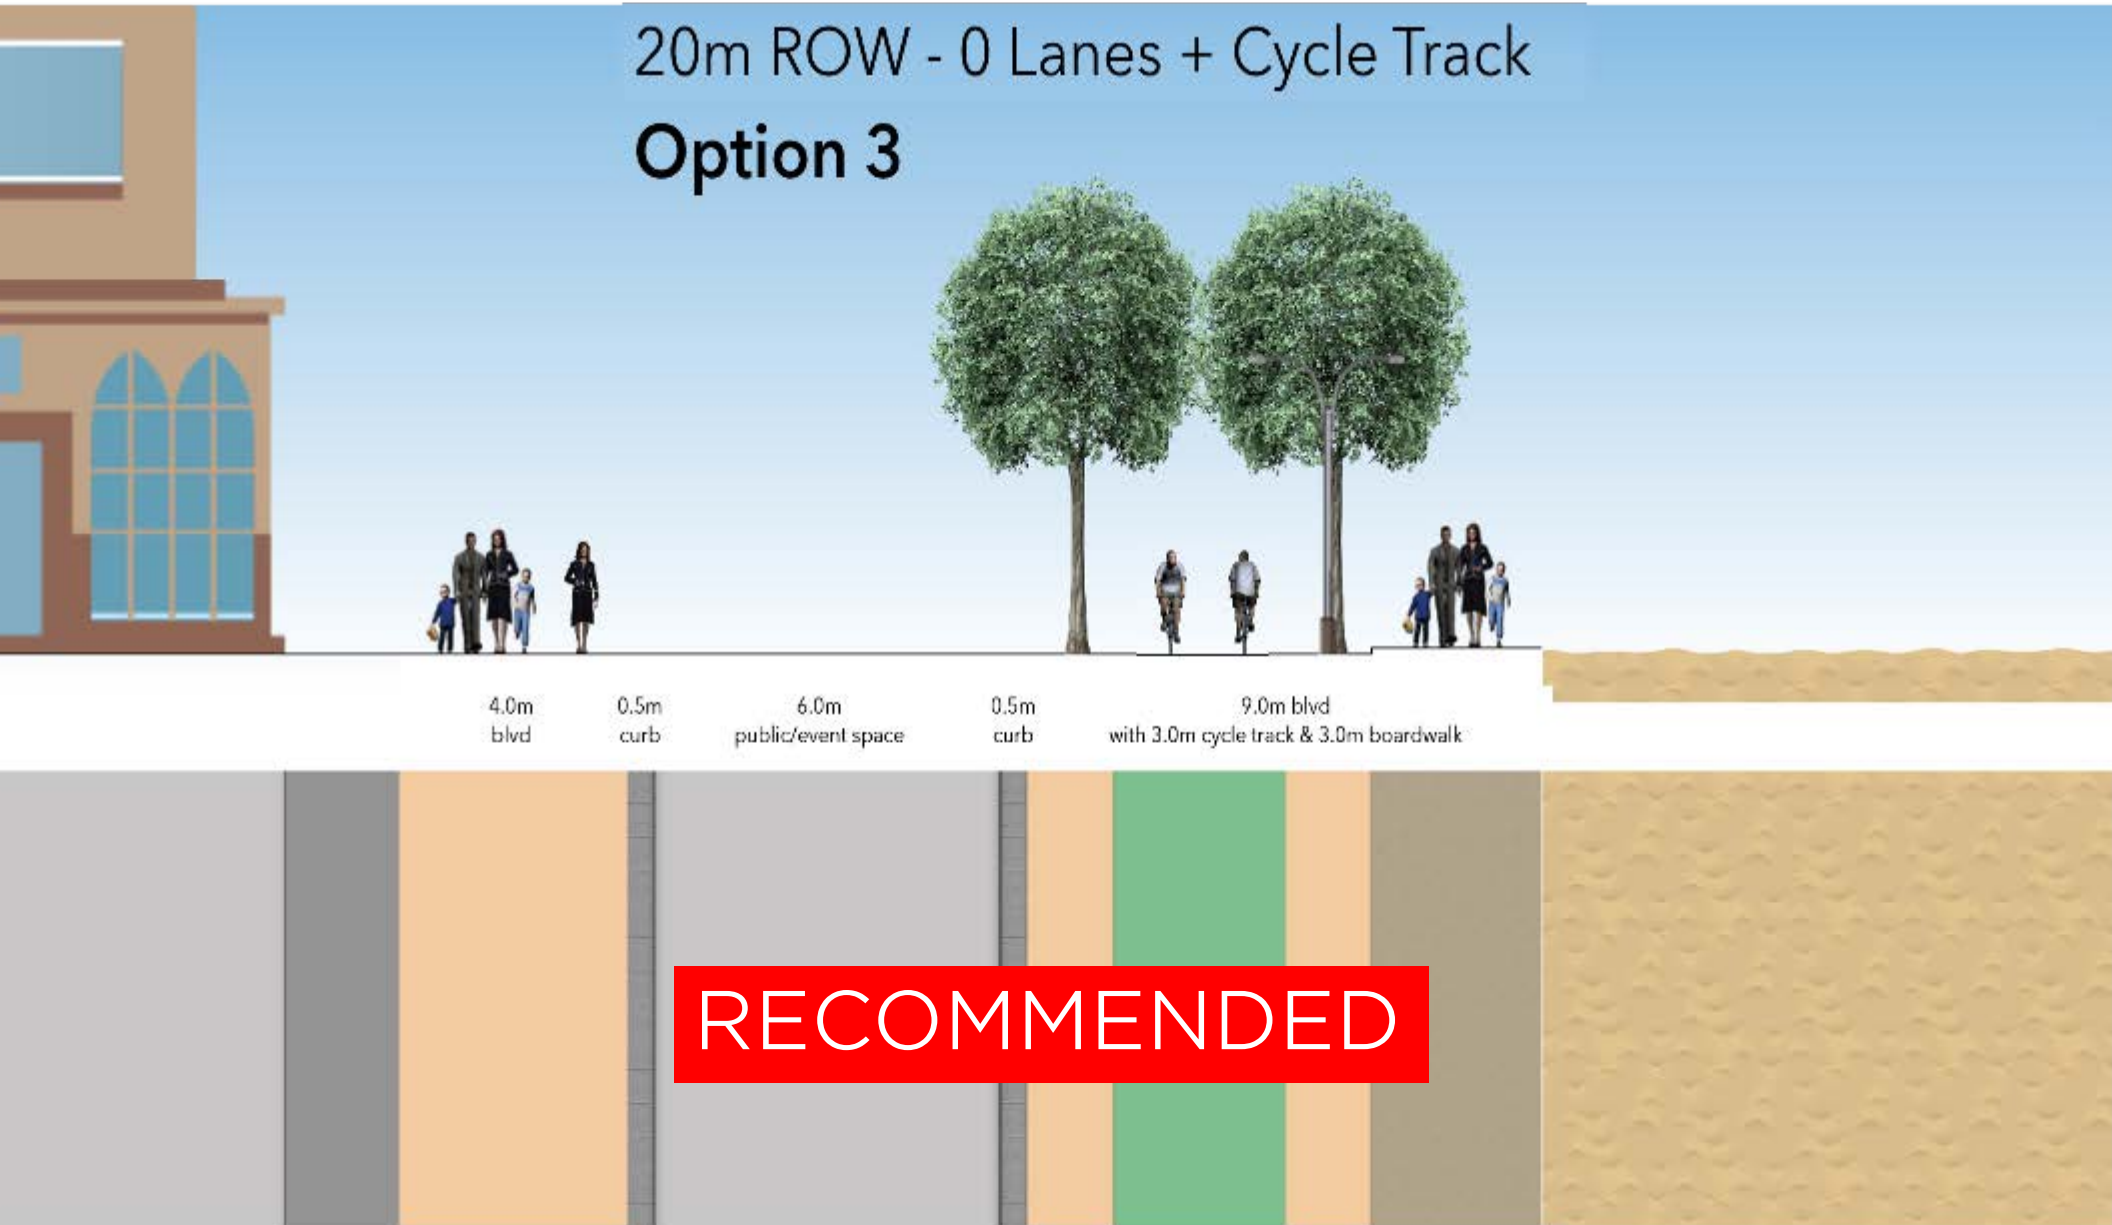 20m ROW - 0 Lanes + Cycle Track
Option 3
4.0m
blvd
0.5m
curb
6.0m
public/event space
0.5m
curb
9.0m blvd
with 3.0m cycle track & 3.0m boardwalk
RECOMMENDED